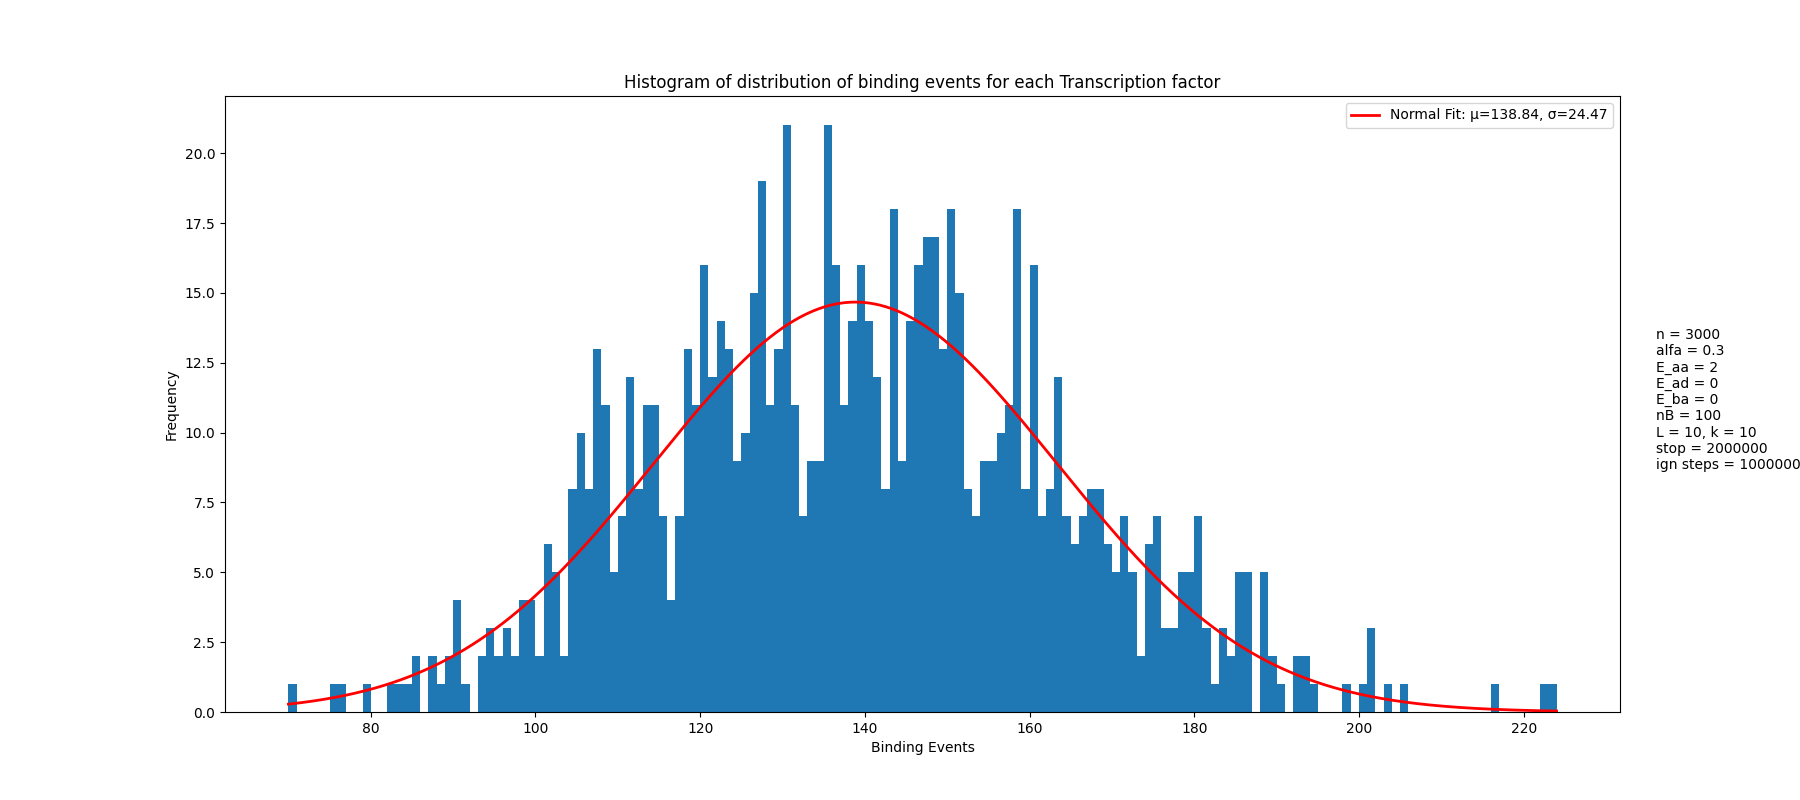 Histogram of distribution of binding events for each Transcription factor
Normal Fit: μ=138.84, σ=24.47
20.0
17.5
15.0
12.5
10.0
7.5
5.0
2.5
0.0
Frequency
80 100 120 140 160 180 200 220
Binding Events
n = 3000
alfa = 0.3
E_aa = 2
E_ad = 0
E_ba = 0
nB = 100
L = 10, k = 10
stop = 2000000
ign steps = 1000000